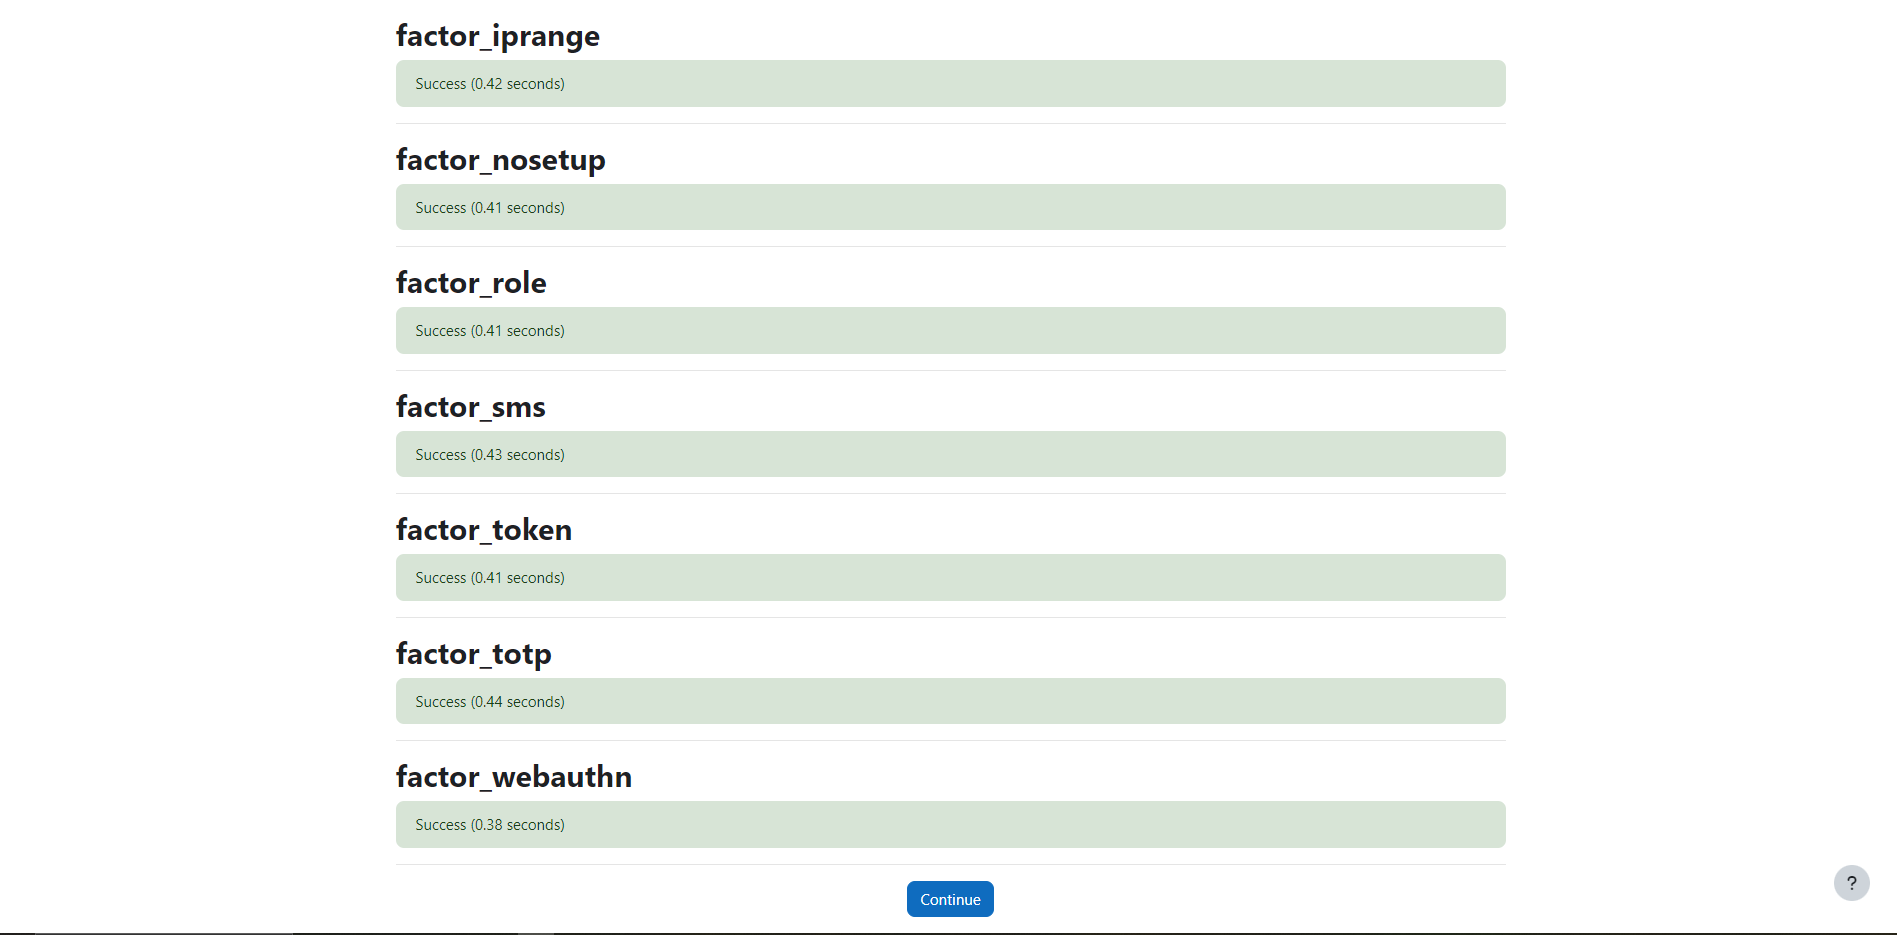 factor_iprange
Success (0.42 seconds)
factor_nosetup
Success (0.41 seconds)
factor_role
Success (0.41 seconds)
factor_sms
Success (0.43 seconds)
factor_token
Success (0.41 seconds)
factor_totp
Success (0.44 seconds)
factor_webauthn
Success (0.38 seconds)
Continue
?